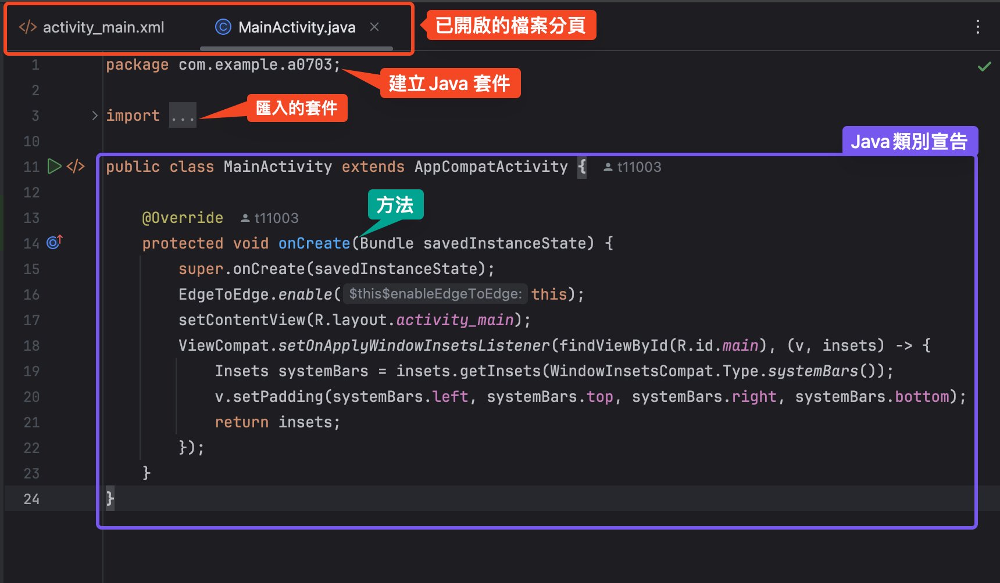 activity_main.xml MainActivity.java 已開啟的檔案分頁
1 package com.example.a0703;
建立 Java 套件
2
匯入的套件
3 import ...
10
Java 類別宣告
11 public class MainActivity extends AppCompatActivity { t11003
12
方法
13 @Override t11003
14 protected void onCreate(Bundle savedInstanceState) {
15 super.onCreate(savedInstanceState);
16 EdgeToEdge.enable( $this$enableEdgeToEdge: this);
17 setContentView(R.layout.activity_main);
18 ViewCompat.setOnApplyWindowInsetsListener(findViewById(R.id.main), (v, insets) -> {
19 Insets systemBars = insets.getInsets(WindowInsetsCompat.Type.systemBars());
20 v.setPadding(systemBars.left, systemBars.top, systemBars.right, systemBars.bottom);
21 return insets;
22 });
23 }
24 }